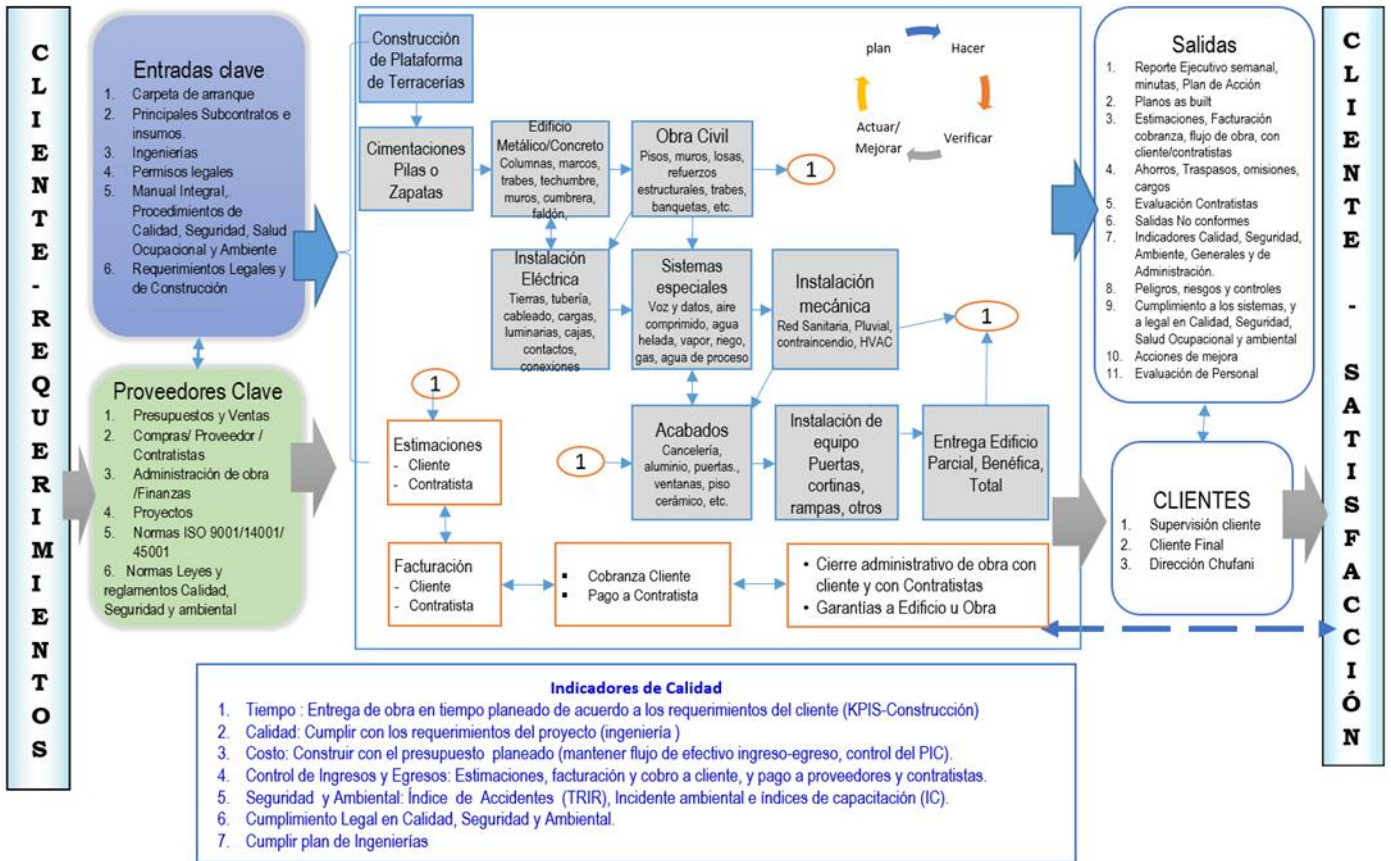 CLIENTE-REQUERIMIENTOS
Entradas clave
1. Carpeta de arranque
2. Principales Subcontratos e
insumos.
3. Ingenierías
4. Permisos legales
5. Manual Integral,.
Procedimientos de
Calidad, Seguridad, Salud
Ocupacional y Ambiente
6. Requerimientos Legales y
de Construcción
Proveedores Clave
1. Presupuestos y Ventas
2. Compras/ Proveedor /
Contratistas
3. Administración de obra
/Finanzas
4. Proyectos
5. Normas ISO 9001/14001/
45001
6. Normas Leyes y
reglamentos Calidad,
Seguridad y ambiental
Construcción
de Plataforma
de Terracerías
Cimentaciones
Pilas o
Zapatas
Edificio
Metálico/Concreto
Columnas, marcos,
trabes, techumbre,
muros, cumbrera,
faldón,
Obra Civil
Pisos, muros, losas,
refuerzos
estructurales, trabes,
banquetas, etc.
1
plan
Hacer
Verificar
Actuar/
Mejorar
Instalación
Eléctrica
Tierras, tubería,
cableado, cargas,
luminarias, cajas,
contactos,
conexiones
Sistemas
especiales
Voz y datos, aire
comprimido, agua
helada, vapor, riego,
gas, agua de proceso
Instalación
mecánica
Red Sanitaria, Pluvial,
contraincendio, HVAC
1
1
Estimaciones
- Cliente
- Contratista
1
Acabados
Cancelería,
aluminio, puertas.,
ventanas, piso
cerámico, etc.
Instalación de
equipo
Puertas,
cortinas,
rampas, otros
Entrega Edificio
Parcial, Benéfica,
Total
Facturación
- Cliente
- Contratista
▪ Cobranza Cliente
▪ Pago a Contratista
• Cierre administrativo de obra con
cliente y con Contratistas
• Garantías a Edificio u Obra
Salidas
1. Reporte Ejecutivo semanal,
minutas, Plan de Acción
2. Planos as built
3. Estimaciones, Facturación
cobranza, flujo de obra, con
cliente/contratistas
4. Ahorros, Traspasos, omisiones,
cargos
5. Evaluación Contratistas
6. Salidas No conformes
7. Indicadores Calidad, Seguridad,
Ambiente, Generales y de
Administración.
8. Peligros, riesgos y controles
9. Cumplimiento a los sistemas, y
a legal en Calidad, Seguridad,
Salud Ocupacional y ambiental
10. Acciones de mejora
11. Evaluación de Personal
CLIENTES
1. Supervisión cliente
2. Cliente Final
3. Dirección Chufani
CLIENTE - SATISFACCIÓN
Indicadores de Calidad
1. Tiempo : Entrega de obra en tiempo planeado de acuerdo a los requerimientos del cliente (KPIS-Construcción)
2. Calidad: Cumplir con los requerimientos del proyecto (ingeniería )
3. Costo: Construir con el presupuesto planeado (mantener flujo de efectivo ingreso-egreso, control del PIC).
4. Control de Ingresos y Egresos: Estimaciones, facturación y cobro a cliente, y pago a proveedores y contratistas.
5. Seguridad y Ambiental: Índice de Accidentes (TRIR), Incidente ambiental e índices de capacitación (IC).
6. Cumplimiento Legal en Calidad, Seguridad y Ambiental.
7. Cumplir plan de Ingenierías